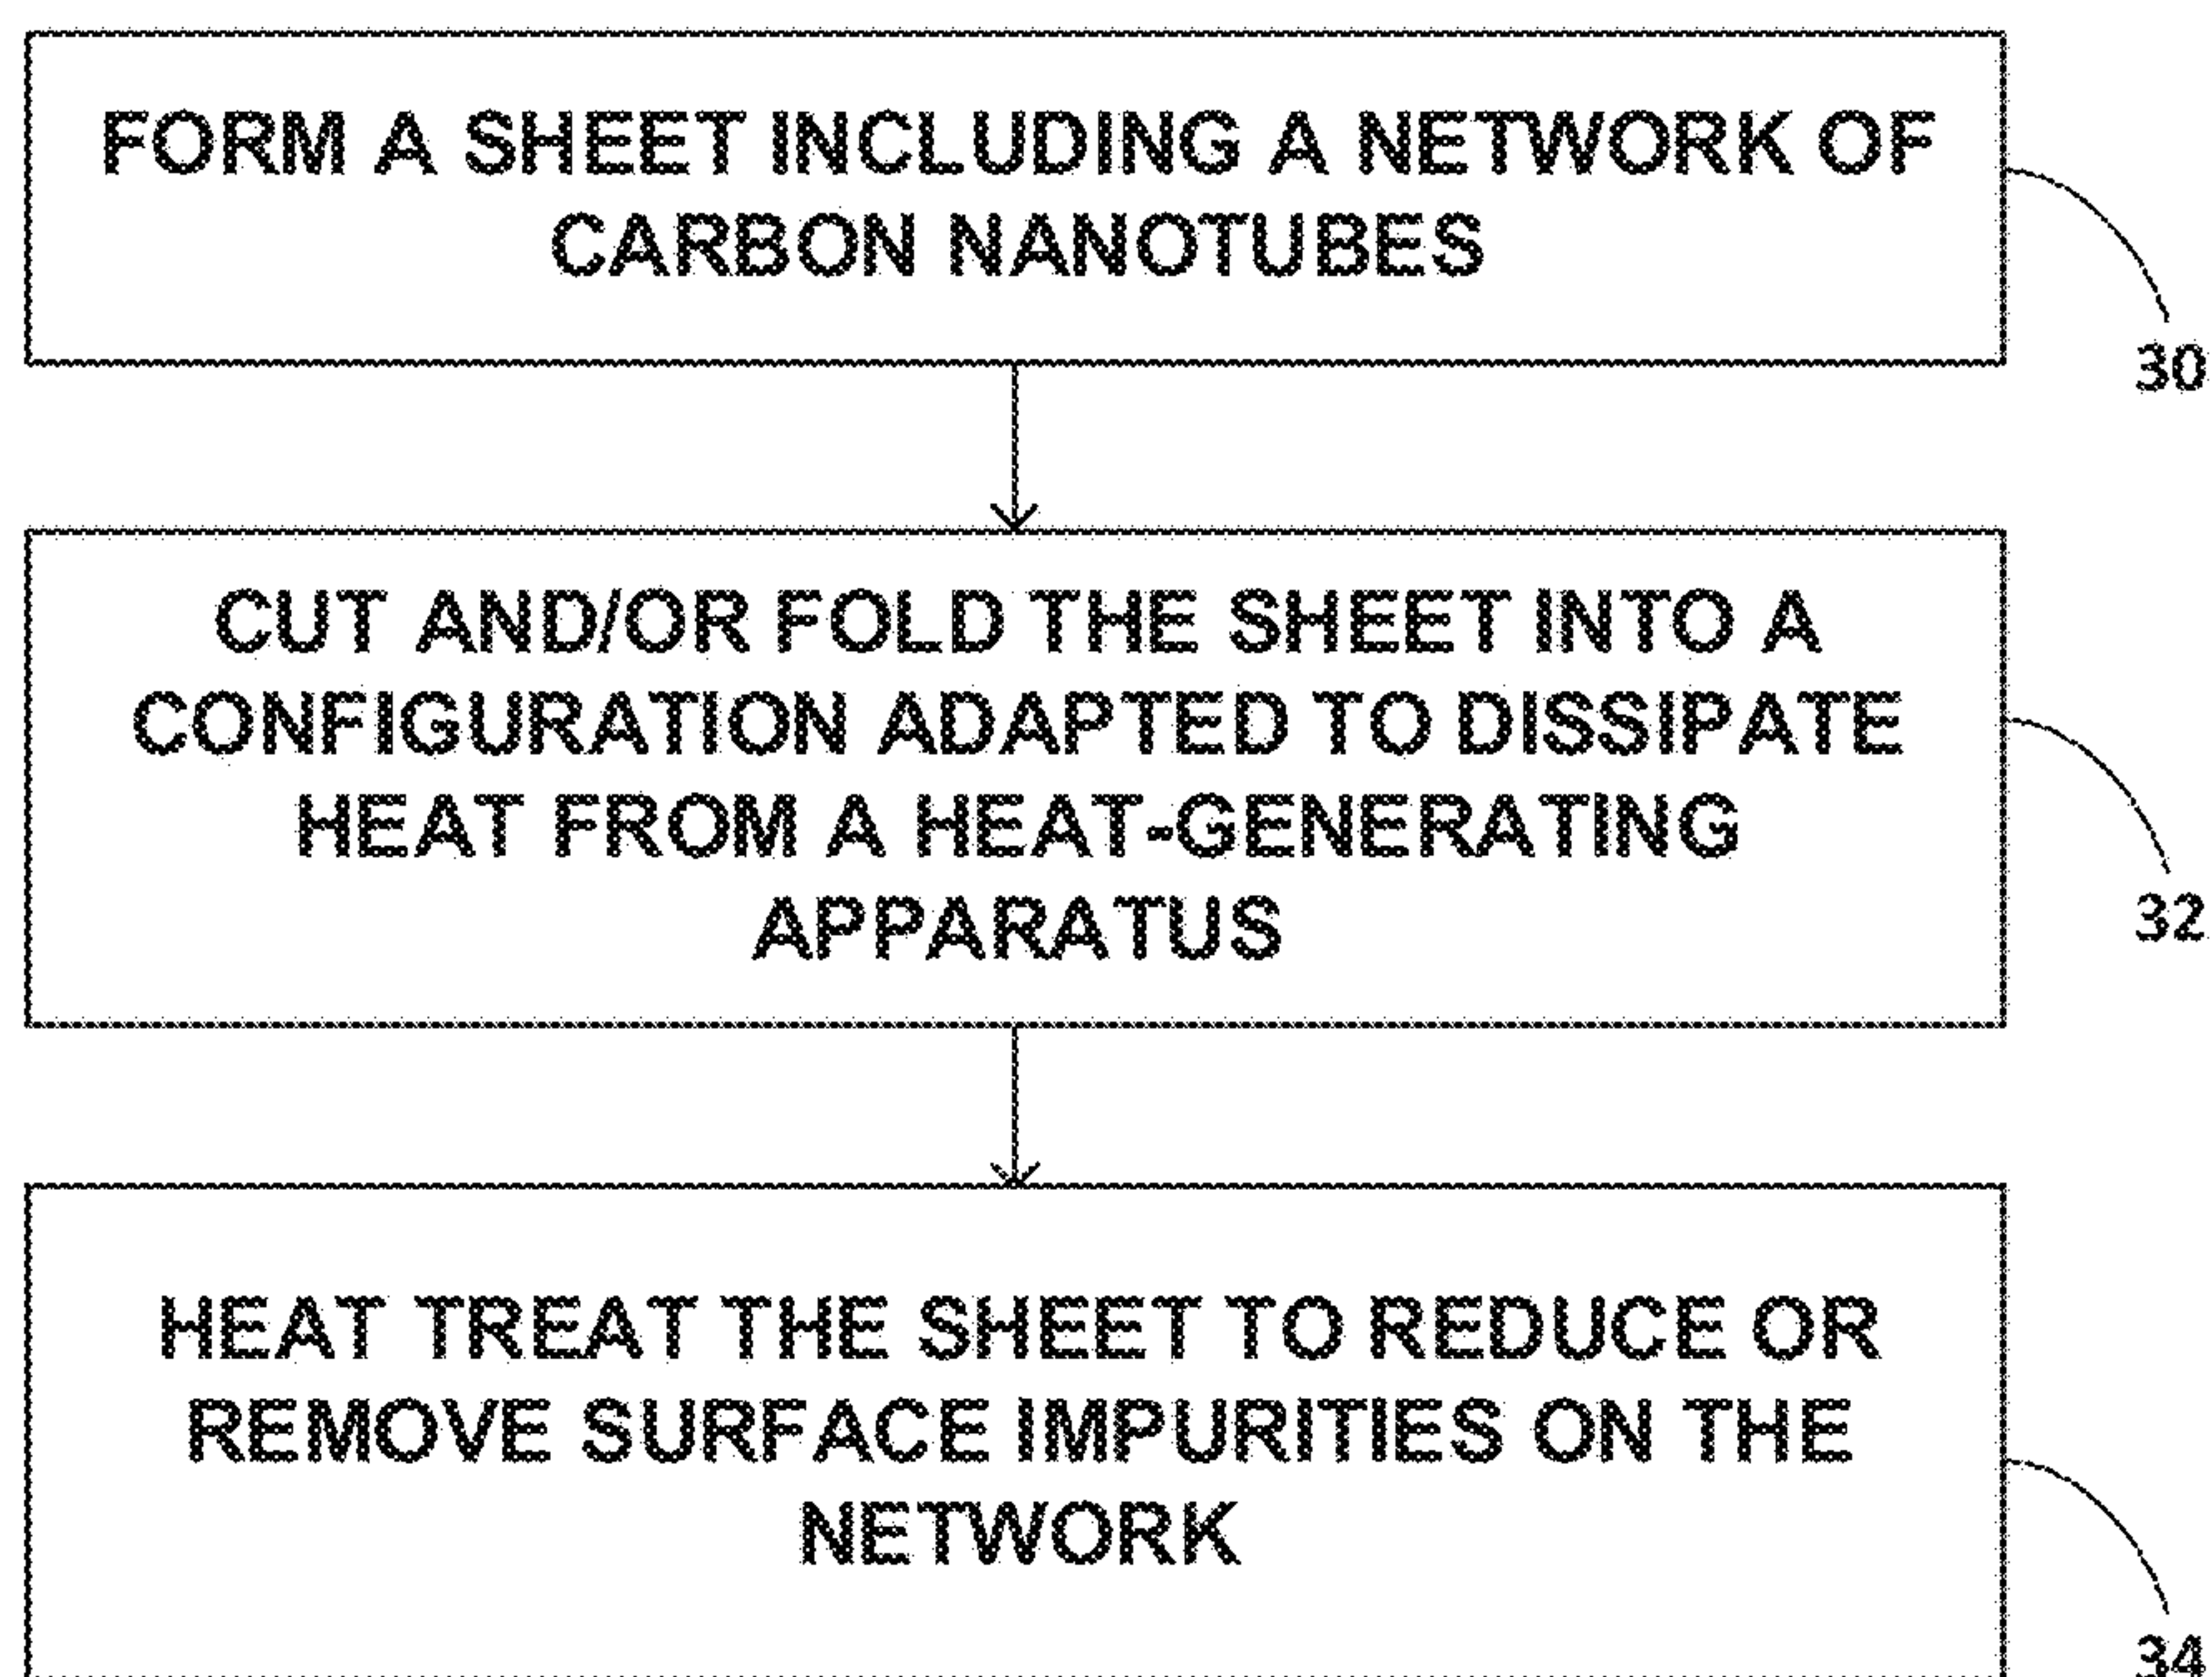 FORM A SHEET INCLUDING A NETWORK OF
CARBON NANOTUBES
30
CUT AND/OR FOLD THE SHEET INTO A
CONFIGURATION ADAPTED TO DISSIPATE
HEAT FROM A HEAT-GENERATING
APPARATUS
32
HEAT TREAT THE SHEET TO REDUCE OR
REMOVE SURFACE IMPURITIES ON THE
NETWORK
34